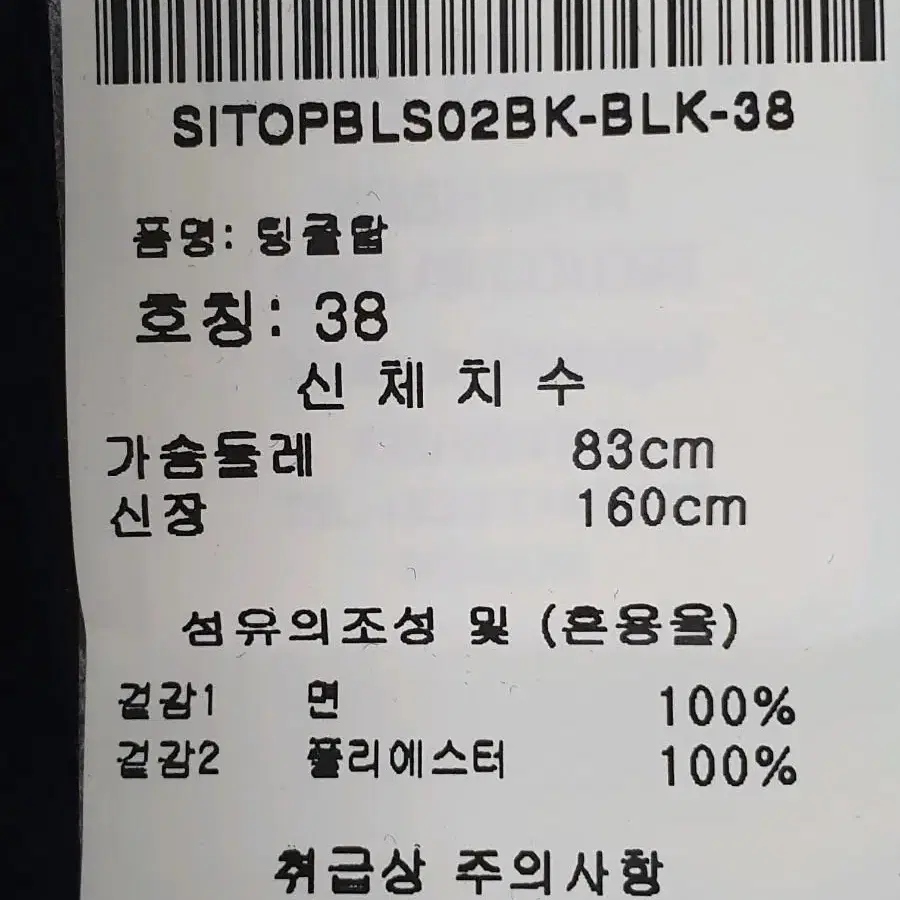 SITOPBLS02BK-BLK-38
품명: 딩클탑
호칭: 38
신체치수
가슴둘레 83cm
신장 160cm
섬유의조성 및 (혼용율)
겉감1 면 100%
겉감2 폴리에스터 100%
취급상 주의사항